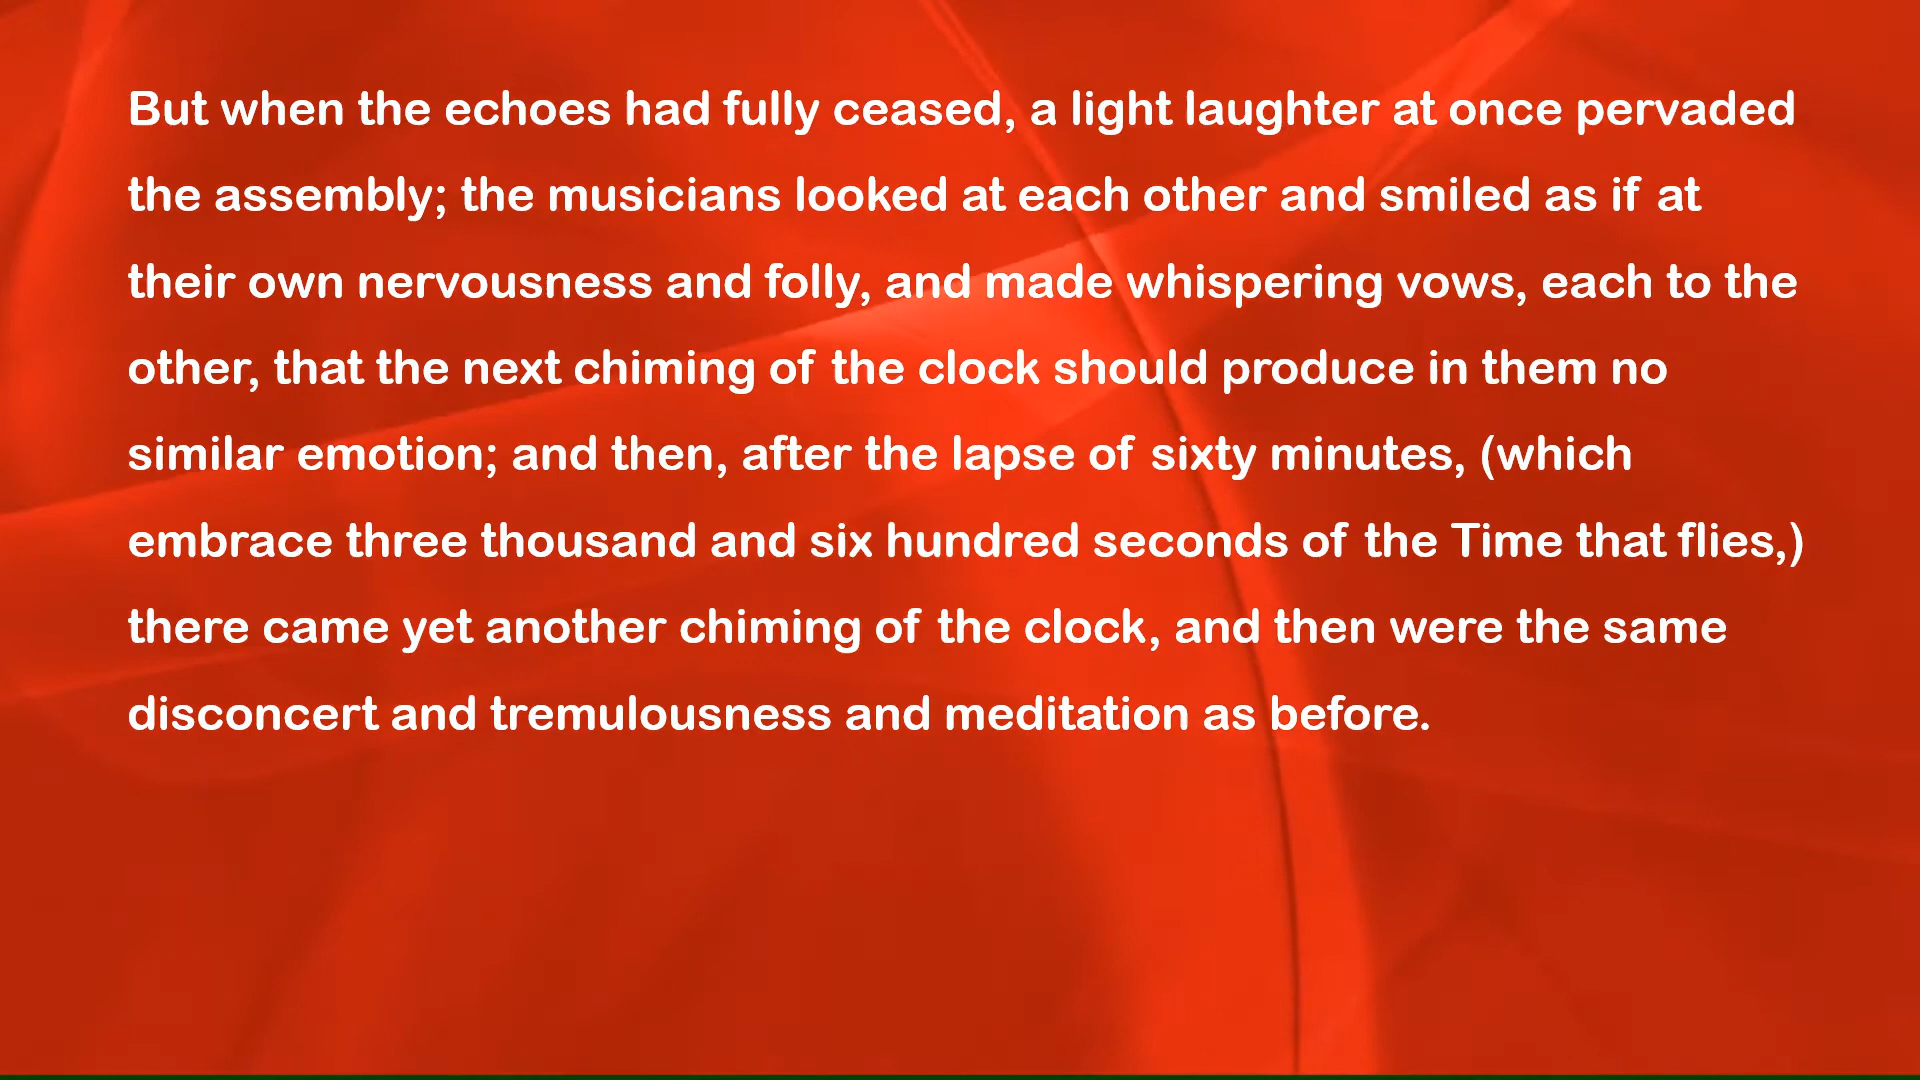 But when the echoes had fully ceased, a light laughter at once pervaded
the assembly; the musicians looked at each other and smiled as if at
their own nervousness and folly, and made whispering vows, each to the
other, that the next chiming of the clock should produce in them no
similar emotion; and then, after the lapse of sixty minutes, (which
embrace three thousand and six hundred seconds of the Time that flies,)
there came yet another chiming of the clock, and then were the same
disconcert and tremulousness and meditation as before.